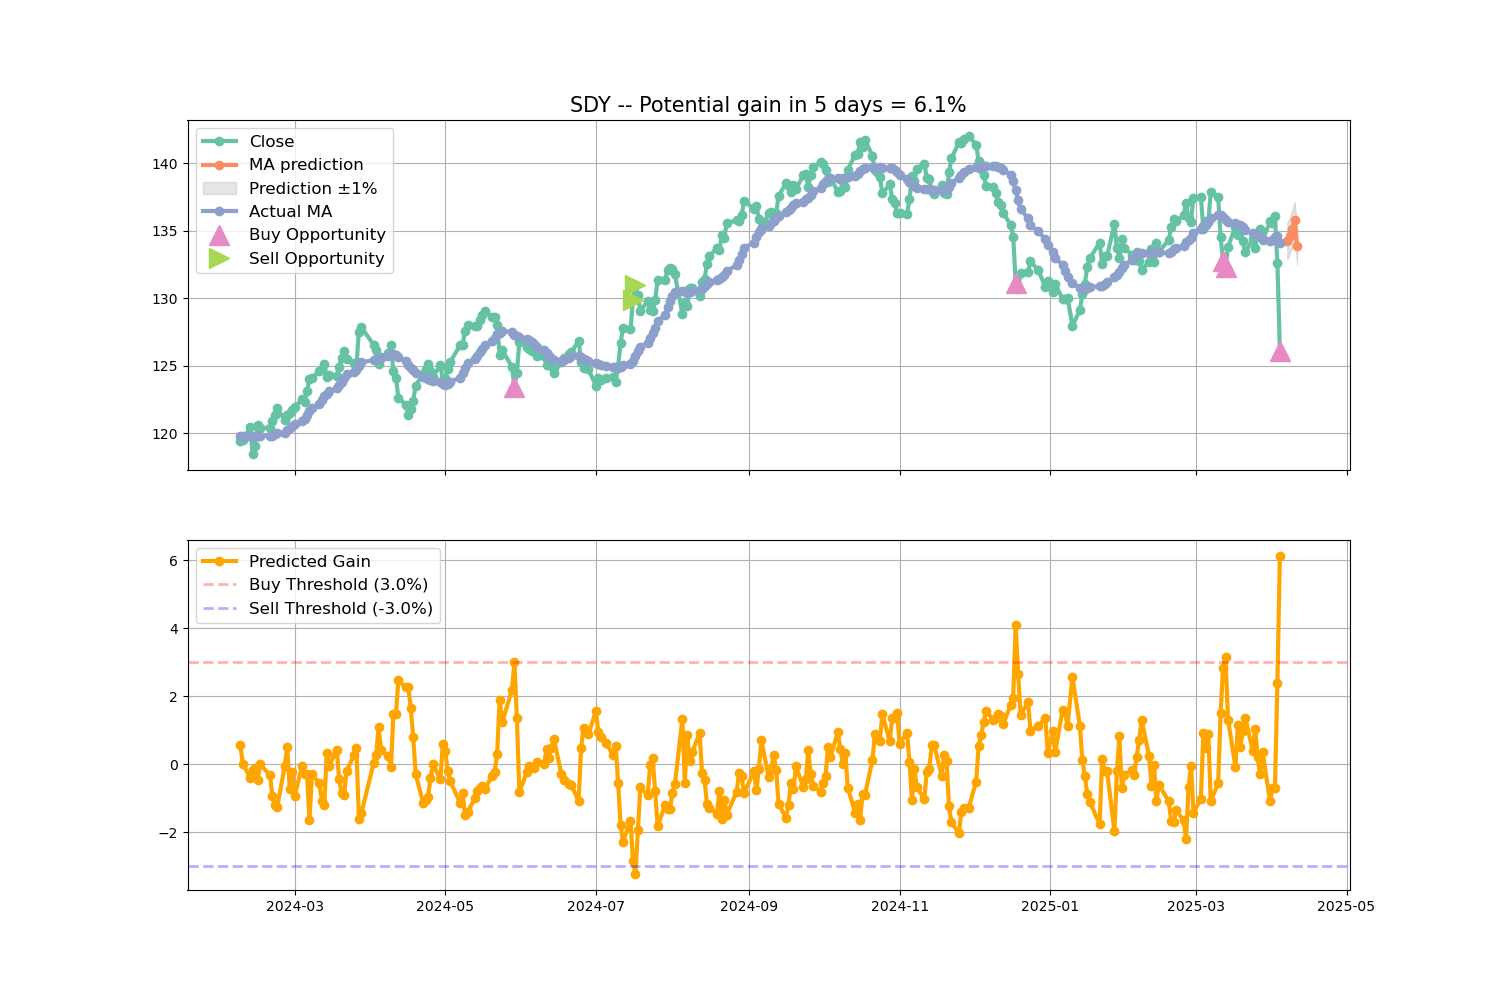 SDY -- Potential gain in 5 days = 6.1%
Close
MA prediction
Prediction ±1%
Actual MA
Buy Opportunity
Sell Opportunity
140
135
130
125
120
Predicted Gain
Buy Threshold (3.0%)
Sell Threshold (-3.0%)
6
4
2
0
−2
2024-03 2024-05 2024-07 2024-09 2024-11 2025-01 2025-03 2025-05